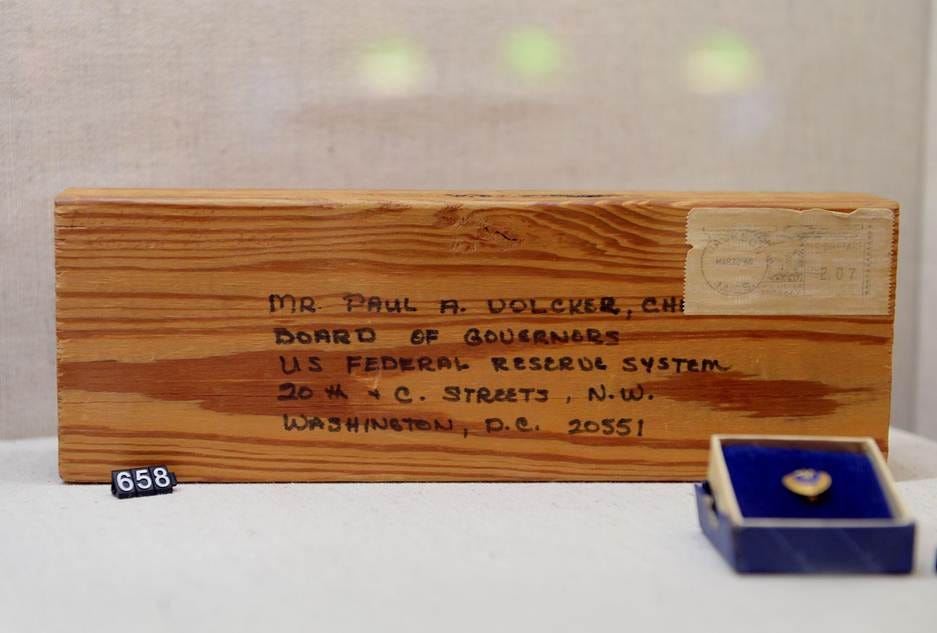 MR. PAUL A. VOLCKER, CH
BOARD OF GOVERNORS
US FEDERAL RESERVE SYSTEM
20 th + C. STREETS, N.W.
WASHINGTON, D.C. 20551
2.07
658